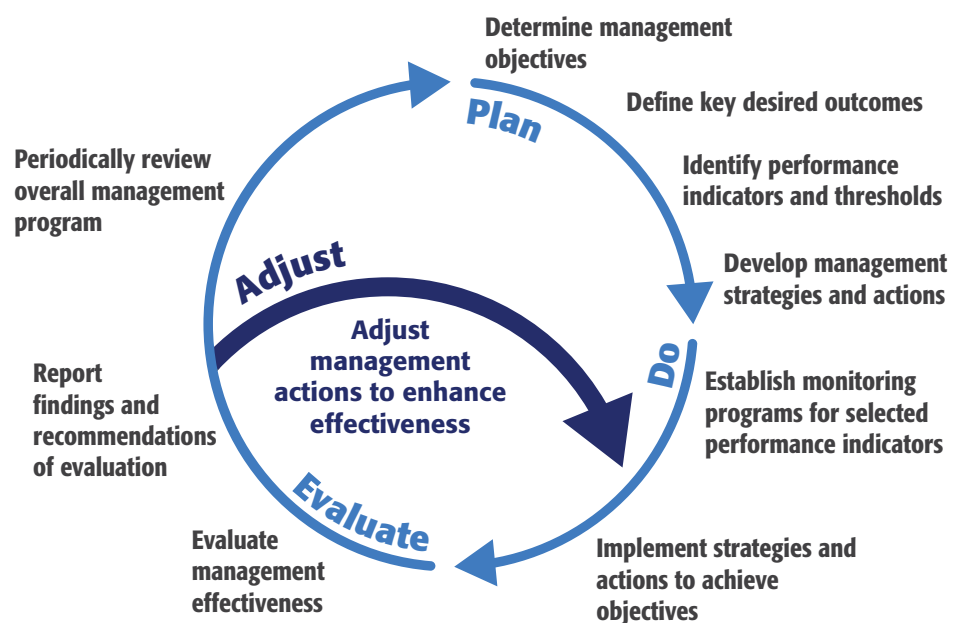 Determine management
objectives
Plan
Define key desired outcomes
Identify performance
indicators and thresholds
Develop management
strategies and actions
Do
Establish monitoring
programs for selected
performance indicators
Implement strategies and
actions to achieve
objectives
Evaluate
Evaluate
management
effectiveness
Report
findings and
recommendations
of evaluation
Periodically review
overall management
program
Adjust
Adjust
management
actions to enhance
effectiveness